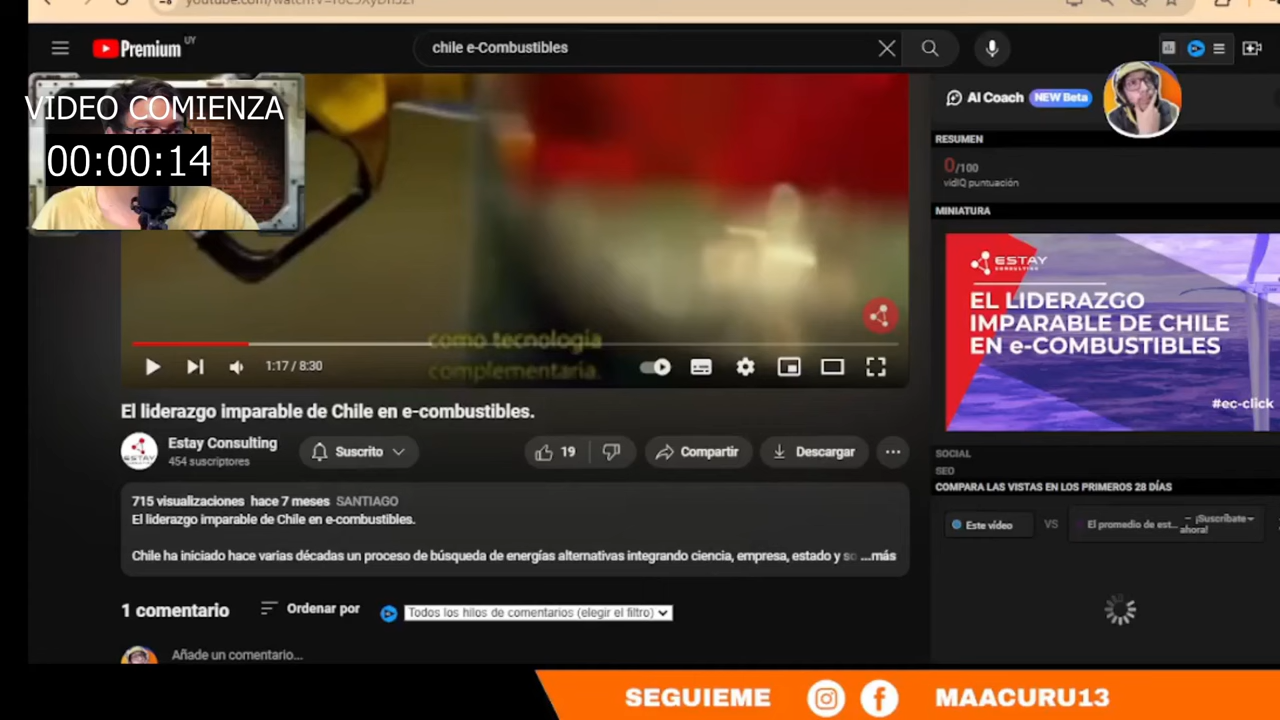 Premium UY
chile e-Combustibles
VIDEO COMIENZA
00:00:14
AI Coach NEW Beta
RESUMEN
0/100
vidIQ puntuación
MINIATURA
ESTAY
CONSULTING
EL LIDERAZGO
IMPARABLE DE CHILE
EN e-COMBUSTIBLES
#ec-click
como tecnología
complementaria.
1:17 / 8:30
El liderazgo imparable de Chile en e-combustibles.
Estay Consulting
454 suscriptores
Suscrito
19
Compartir
Descargar
715 visualizaciones hace 7 meses SANTIAGO
El liderazgo imparable de Chile en e-combustibles.
Chile ha iniciado hace varias décadas un proceso de búsqueda de energías alternativas integrando ciencia, empresa, estado y so ...más
SOCIAL
SEO
COMPARA LAS VISTAS EN LOS PRIMEROS 28 DÍAS
Este vídeo
VS
El promedio de est... – ¡Suscríbate
ahora!
1 comentario
Ordenar por
Todos los hilos de comentarios (elegir el filtro)
Añade un comentario...
SEGUIEME
MAACURU13